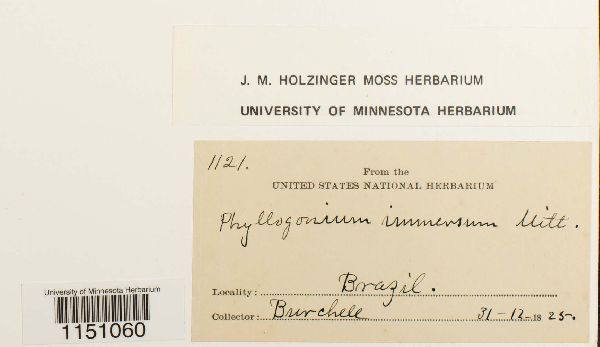 J. M. HOLZINGER MOSS HERBARIUM
UNIVERSITY OF MINNESOTA HERBARIUM
1121.
From the
UNITED STATES NATIONAL HERBARIUM
Phyllogonium immersum Mitt.
Locality: Brazil.
Collector: Burchell 31-12-1825.
University of Minnesota Herbarium
1151060